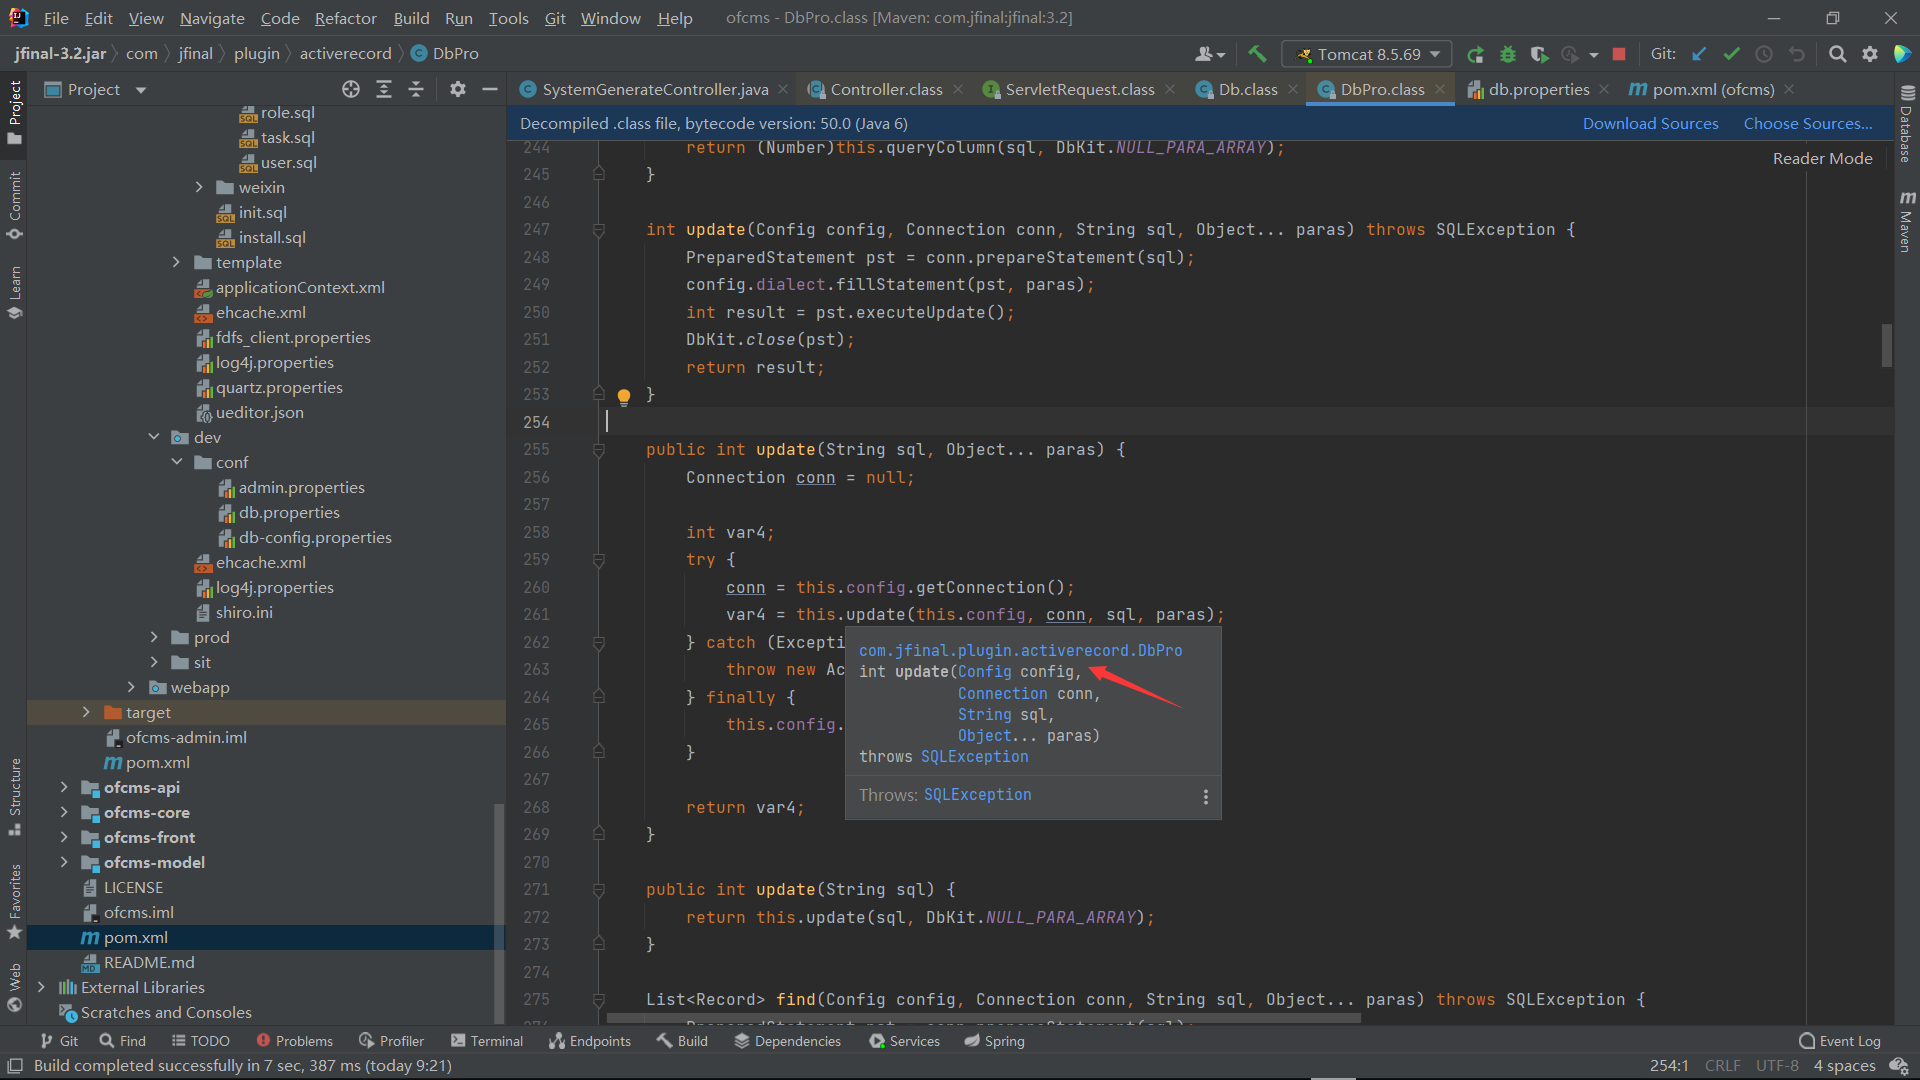 File Edit View Navigate Code Refactor Build Run Tools Git Window Help ofcms - DbPro.class [Maven: com.jfinal:jfinal:3.2]
jfinal-3.2.jar com jfinal plugin activerecord DbPro Tomcat 8.5.69 Git:
Project SystemGenerateController.java Controller.class ServletRequest.class Db.class DbPro.class db.properties pom.xml (ofcms)
Decompiled .class file, bytecode version: 50.0 (Java 6) Download Sources Choose Sources...
Reader Mode
Project
Commit
Learn
Structure
Favorites
Web
Database
Maven
role.sql
task.sql
user.sql
weixin
init.sql
install.sql
template
applicationContext.xml
ehcache.xml
fdfs_client.properties
log4j.properties
quartz.properties
ueditor.json
dev
conf
admin.properties
db.properties
db-config.properties
ehcache.xml
log4j.properties
shiro.ini
prod
sit
webapp
target
ofcms-admin.iml
pom.xml
ofcms-api
ofcms-core
ofcms-front
ofcms-model
LICENSE
ofcms.iml
pom.xml
README.md
External Libraries
Scratches and Consoles
244 return (Number)this.queryColumn(sql, DbKit.NULL_PARA_ARRAY);
245 }
246
247 int update(Config config, Connection conn, String sql, Object... paras) throws SQLException {
248 PreparedStatement pst = conn.prepareStatement(sql);
249 config.dialect.fillStatement(pst, paras);
250 int result = pst.executeUpdate();
251 DbKit.close(pst);
252 return result;
253 }
254
255 public int update(String sql, Object... paras) {
256 Connection conn = null;
257
258 int var4;
259 try {
260 conn = this.config.getConnection();
261 var4 = this.update(this.config, conn, sql, paras);
262 } catch (Excepti
263 throw new Ac
264 } finally {
265 this.config.
266 }
267
268 return var4;
269 }
270
271 public int update(String sql) {
272 return this.update(sql, DbKit.NULL_PARA_ARRAY);
273 }
274
275 List<Record> find(Config config, Connection conn, String sql, Object... paras) throws SQLException {
com.jfinal.plugin.activerecord.DbPro
int update(Config config,
Connection conn,
String sql,
Object... paras)
throws SQLException
Throws: SQLException
Git Find TODO Problems Profiler Terminal Endpoints Build Dependencies Services Spring Event Log
Build completed successfully in 7 sec, 387 ms (today 9:21) 254:1 CRLF UTF-8 4 spaces